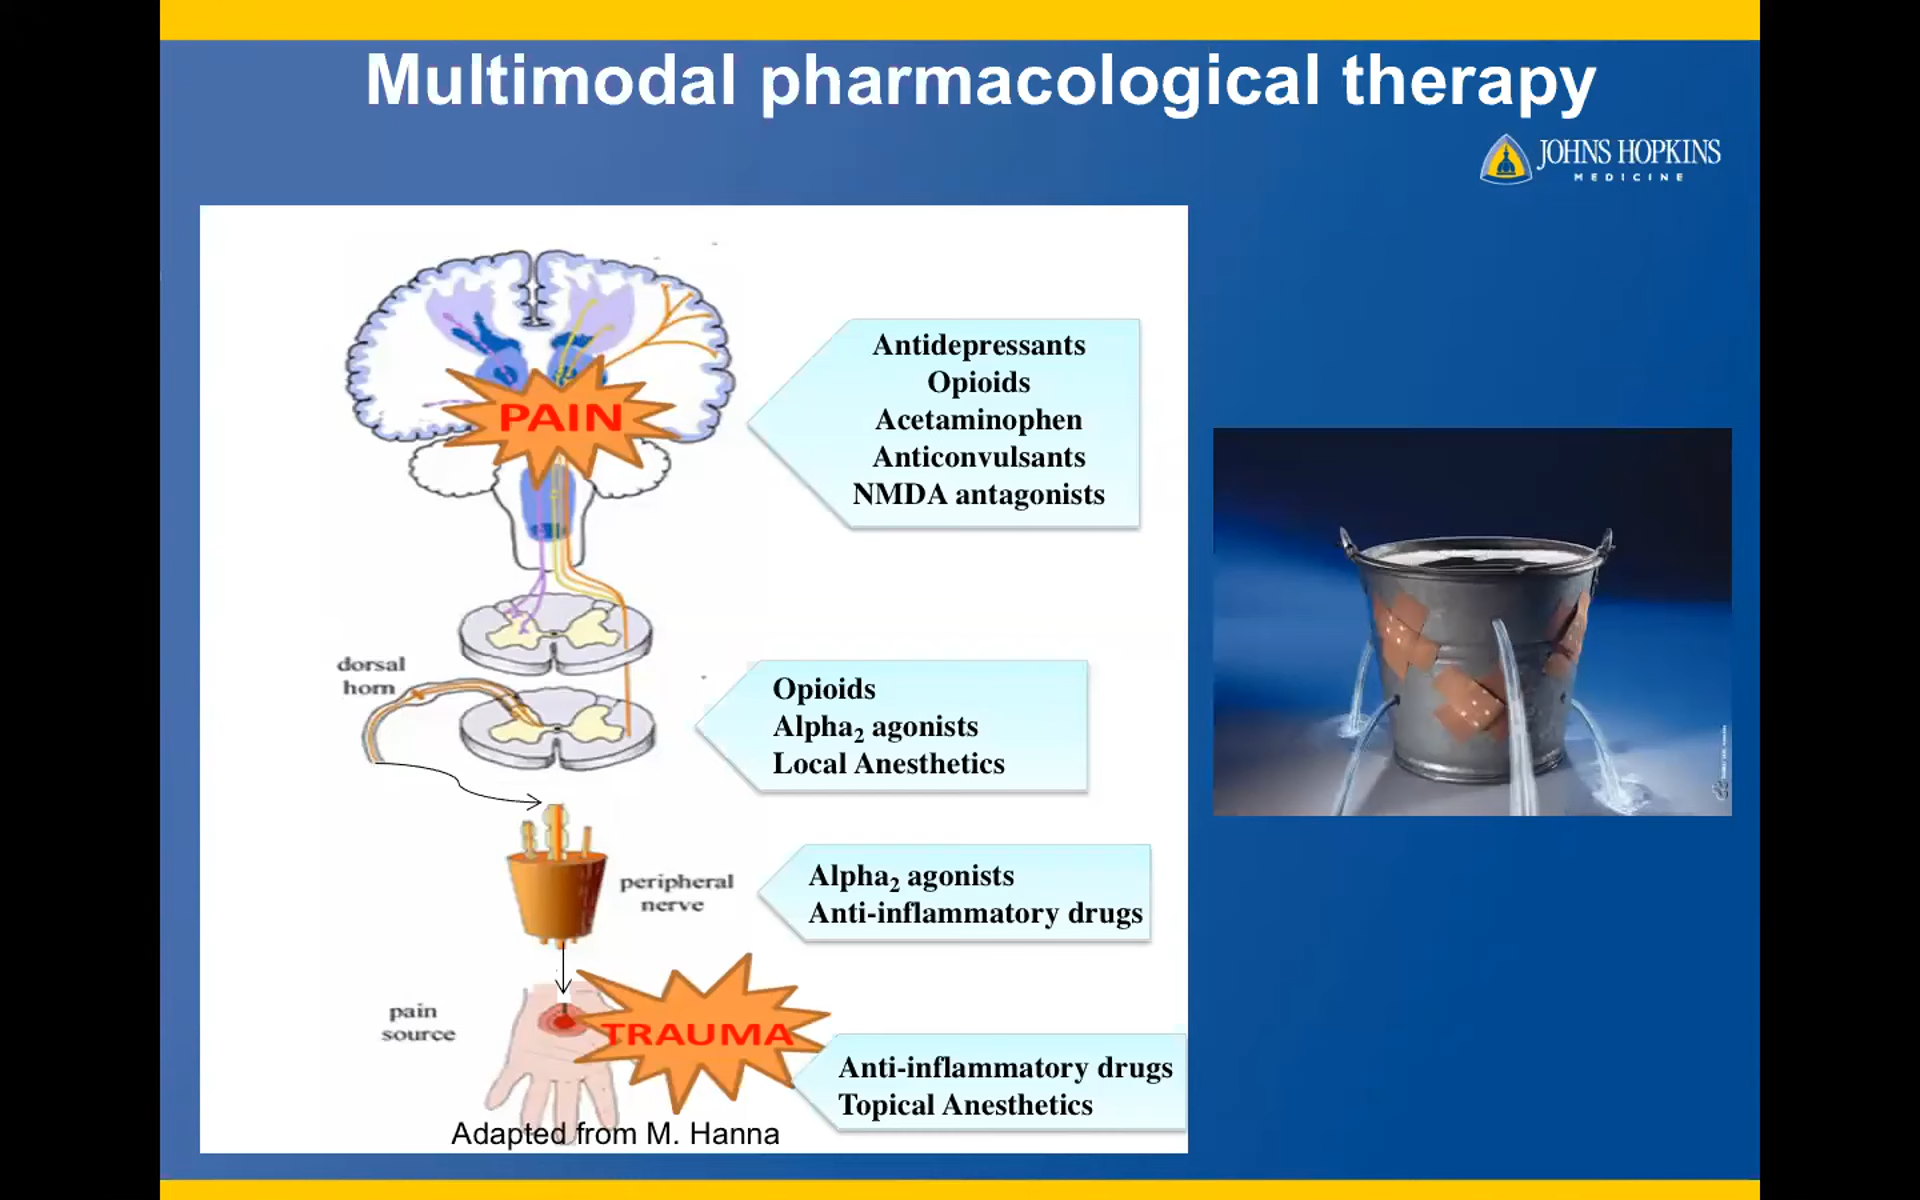 Multimodal pharmacological therapy
JOHNS HOPKINS
MEDICINE
PAIN
Antidepressants
Opioids
Acetaminophen
Anticonvulsants
NMDA antagonists
dorsal
horn
Opioids
Alpha₂ agonists
Local Anesthetics
peripheral
nerve
Alpha₂ agonists
Anti-inflammatory drugs
pain
source
TRAUMA
Anti-inflammatory drugs
Topical Anesthetics
Adapted from M. Hanna